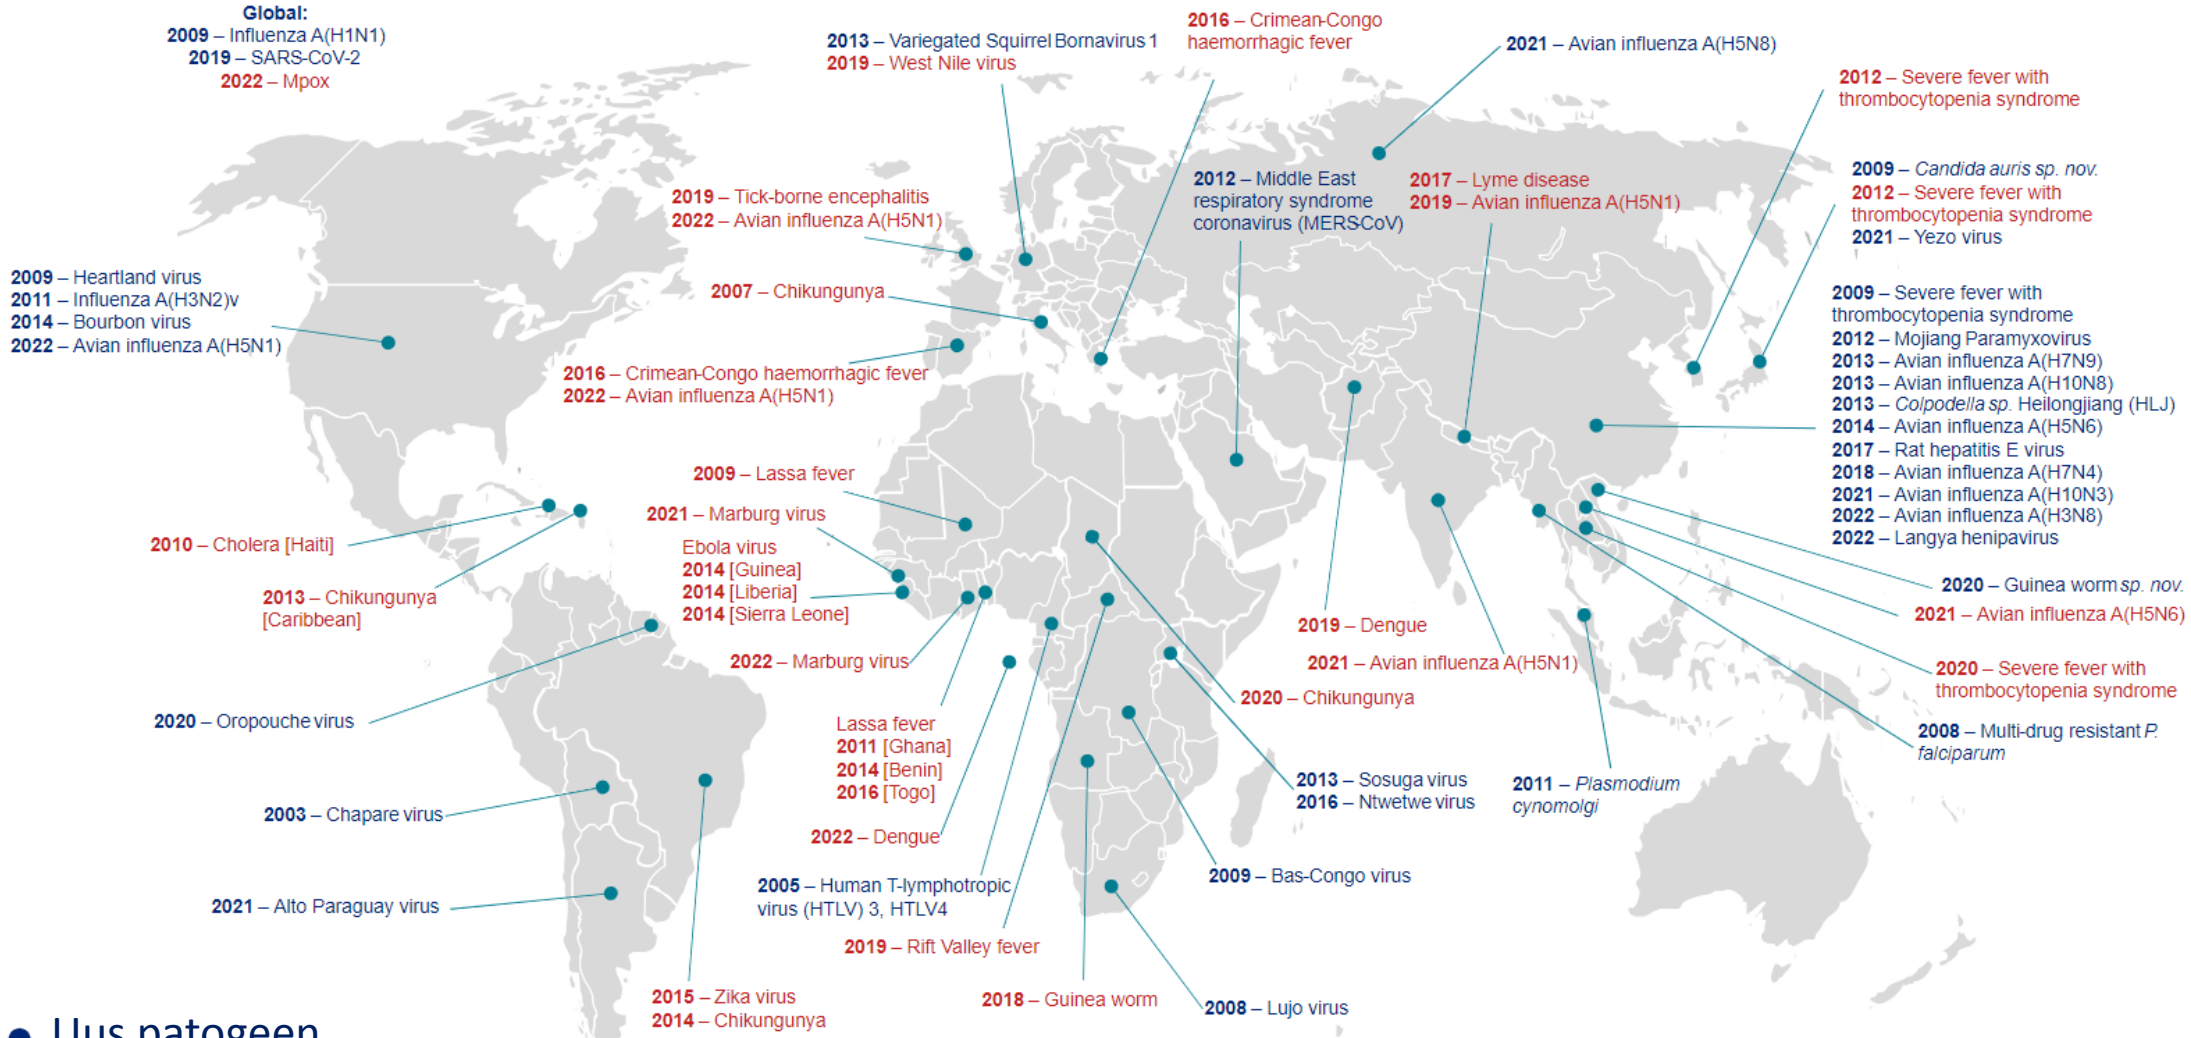 Global:
2009 – Influenza A(H1N1)
2019 – SARS-CoV-2
2022 – Mpox
2013 – Variegated Squirrel Bornavirus 1
2019 – West Nile virus
2016 – Crimean-Congo
haemorrhagic fever
2021 – Avian influenza A(H5N8)
2012 – Severe fever with
thrombocytopenia syndrome
2009 – Candida auris sp. nov.
2012 – Severe fever with
thrombocytopenia syndrome
2021 – Yezo virus
2019 – Tick-borne encephalitis
2022 – Avian influenza A(H5N1)
2012 – Middle East
respiratory syndrome
coronavirus (MERS-CoV)
2017 – Lyme disease
2019 – Avian influenza A(H5N1)
2009 – Heartland virus
2011 – Influenza A(H3N2)v
2014 – Bourbon virus
2022 – Avian influenza A(H5N1)
2007 – Chikungunya
2016 – Crimean-Congo haemorrhagic fever
2022 – Avian influenza A(H5N1)
2009 – Severe fever with
thrombocytopenia syndrome
2012 – Mojiang Paramyxovirus
2013 – Avian influenza A(H7N9)
2013 – Avian influenza A(H10N8)
2013 – Colpodella sp. Heilongjiang (HLJ)
2014 – Avian influenza A(H5N6)
2017 – Rat hepatitis E virus
2018 – Avian influenza A(H7N4)
2021 – Avian influenza A(H10N3)
2022 – Avian influenza A(H3N8)
2022 – Langya henipavirus
2009 – Lassa fever
2021 – Marburg virus
Ebola virus
2014 [Guinea]
2014 [Liberia]
2014 [Sierra Leone]
2010 – Cholera [Haiti]
2013 – Chikungunya
[Caribbean]
2022 – Marburg virus
2020 – Guinea worm sp. nov.
2021 – Avian influenza A(H5N6)
2020 – Severe fever with
thrombocytopenia syndrome
2008 – Multi-drug resistant P.
falciparum
2019 – Dengue
2021 – Avian influenza A(H5N1)
2020 – Chikungunya
2020 – Oropouche virus
Lassa fever
2011 [Ghana]
2014 [Benin]
2016 [Togo]
2013 – Sosuga virus
2016 – Ntwetwe virus
2011 – Plasmodium
cynomolgi
2003 – Chapare virus
2022 – Dengue
2005 – Human T-lymphotropic
virus (HTLV) 3, HTLV4
2009 – Bas-Congo virus
2021 – Alto Paraguay virus
2019 – Rift Valley fever
2015 – Zika virus
2014 – Chikungunya
2018 – Guinea worm
2008 – Lujo virus
● Uus patogeen